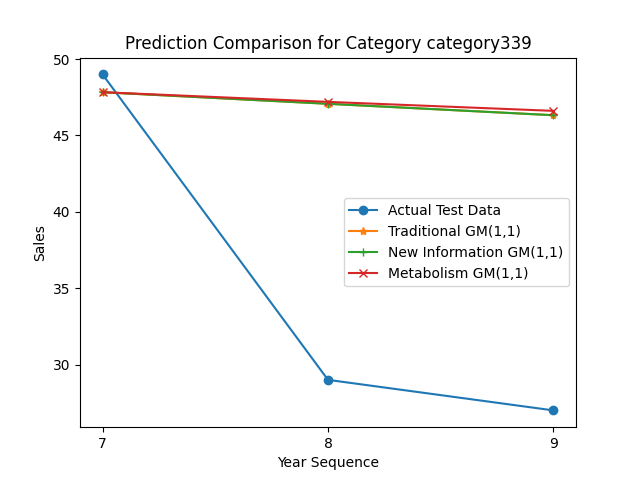 Prediction Comparison for Category category339
50
45
40
35
30
Sales
Actual Test Data
Traditional GM(1,1)
New Information GM(1,1)
Metabolism GM(1,1)
7
8
9
Year Sequence